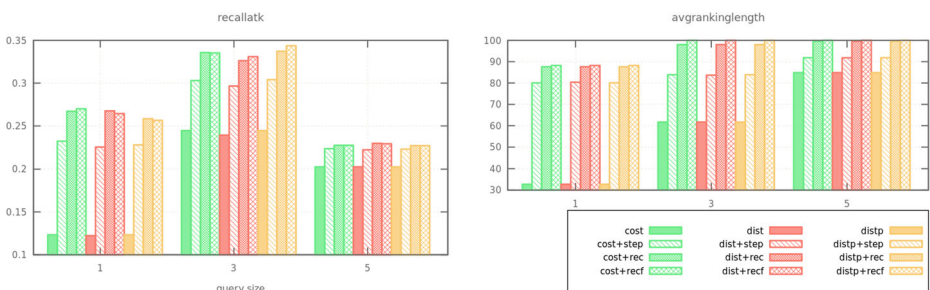 recallatk
0.35
0.3
0.25
0.2
0.15
0.1
1 3 5
query size
avgrankinglength
100
90
80
70
60
50
40
30
1 3 5
cost dist distp
cost+step dist+step distp+step
cost+rec dist+rec distp+rec
cost+recf dist+recf distp+recf